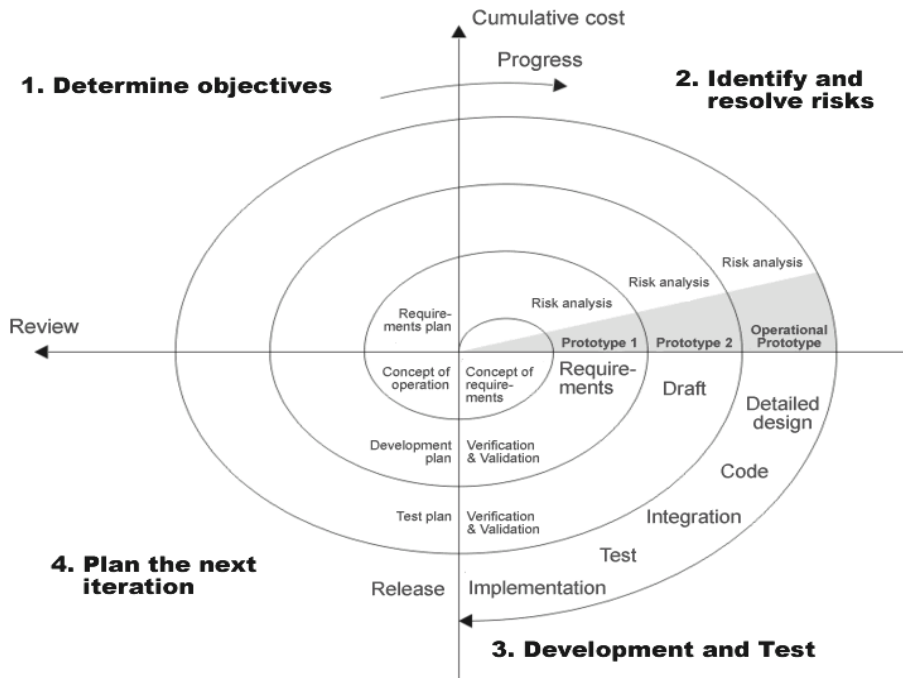 Cumulative cost
Progress
1. Determine objectives
2. Identify and
resolve risks
Risk analysis
Risk analysis
Risk analysis
Require-
ments plan
Review
Prototype 1
Prototype 2
Operational
Prototype
Concept of
operation
Concept of
require-
ments
Require-
ments
Draft
Detailed
design
Development
plan
Verification
& Validation
Code
Test plan
Verification
& Validation
Integration
Test
4. Plan the next
iteration
Release
Implementation
3. Development and Test